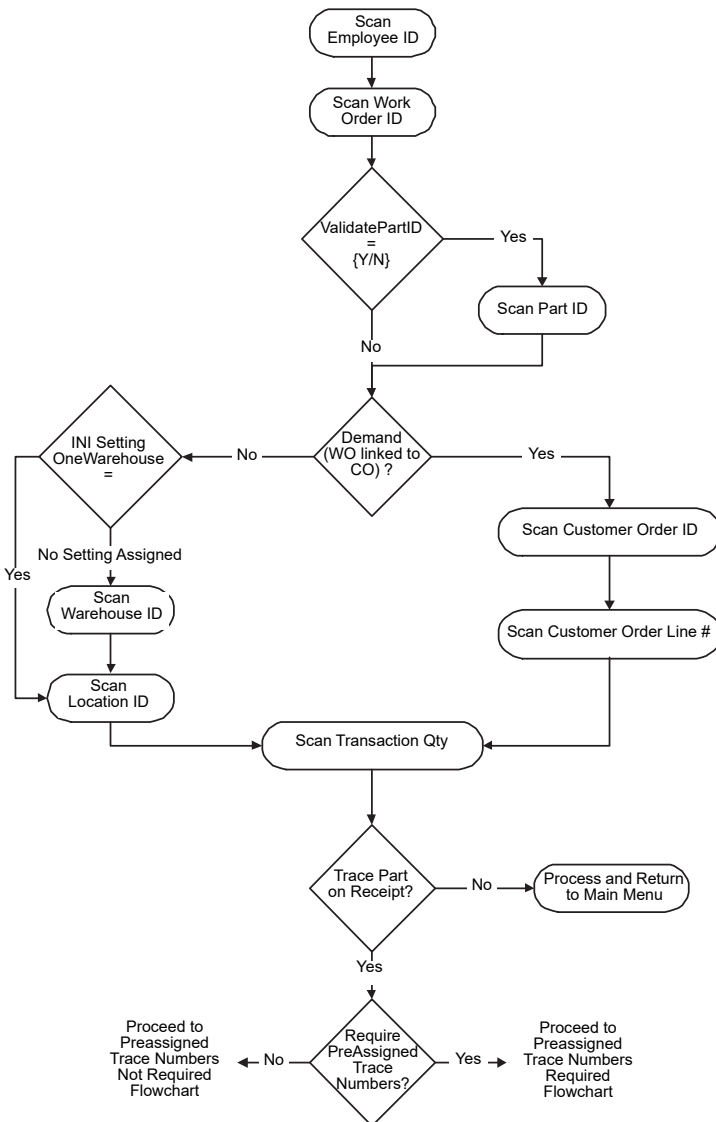 Scan
Employee ID
Scan Work
Order ID
ValidatePartID
=
{Y/N}
Yes
Scan Part ID
No
INI Setting
OneWarehouse
=
No
Demand
(WO linked to
CO) ?
Yes
Scan Customer Order ID
No Setting Assigned
Yes
Scan
Warehouse ID
Scan Customer Order Line #
Scan
Location ID
Scan Transaction Qty
Trace Part
on Receipt?
No
Process and Return
to Main Menu
Yes
Proceed to
Preassigned
Trace Numbers
Not Required
Flowchart
No
Require
PreAssigned
Trace
Numbers?
Yes
Proceed to
Preassigned
Trace Numbers
Required
Flowchart